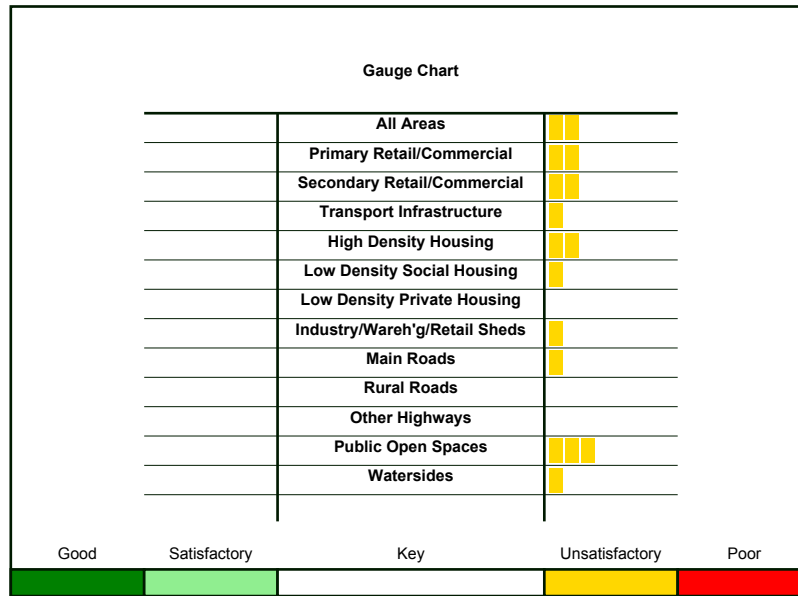 Gauge Chart
All Areas
Primary Retail/Commercial
Secondary Retail/Commercial
Transport Infrastructure
High Density Housing
Low Density Social Housing
Low Density Private Housing
Industry/Wareh'g/Retail Sheds
Main Roads
Rural Roads
Other Highways
Public Open Spaces
Watersides
Good Satisfactory Key Unsatisfactory Poor